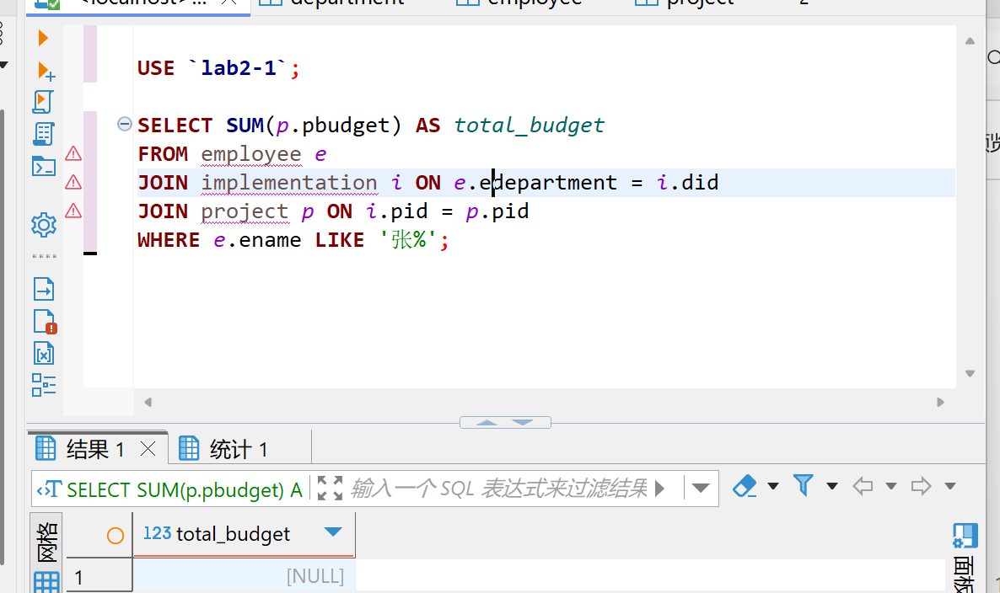 department employee project 2
USE `lab2-1`;
SELECT SUM(p.pbudget) AS total_budget
FROM employee e
JOIN implementation i ON e.edepartment = i.did
JOIN project p ON i.pid = p.pid
WHERE e.ename LIKE '张%';
结果 1 统计 1
SELECT SUM(p.pbudget) A 输入一个 SQL 表达式来过滤结果
网格
123 total_budget
1 [NULL]
面板